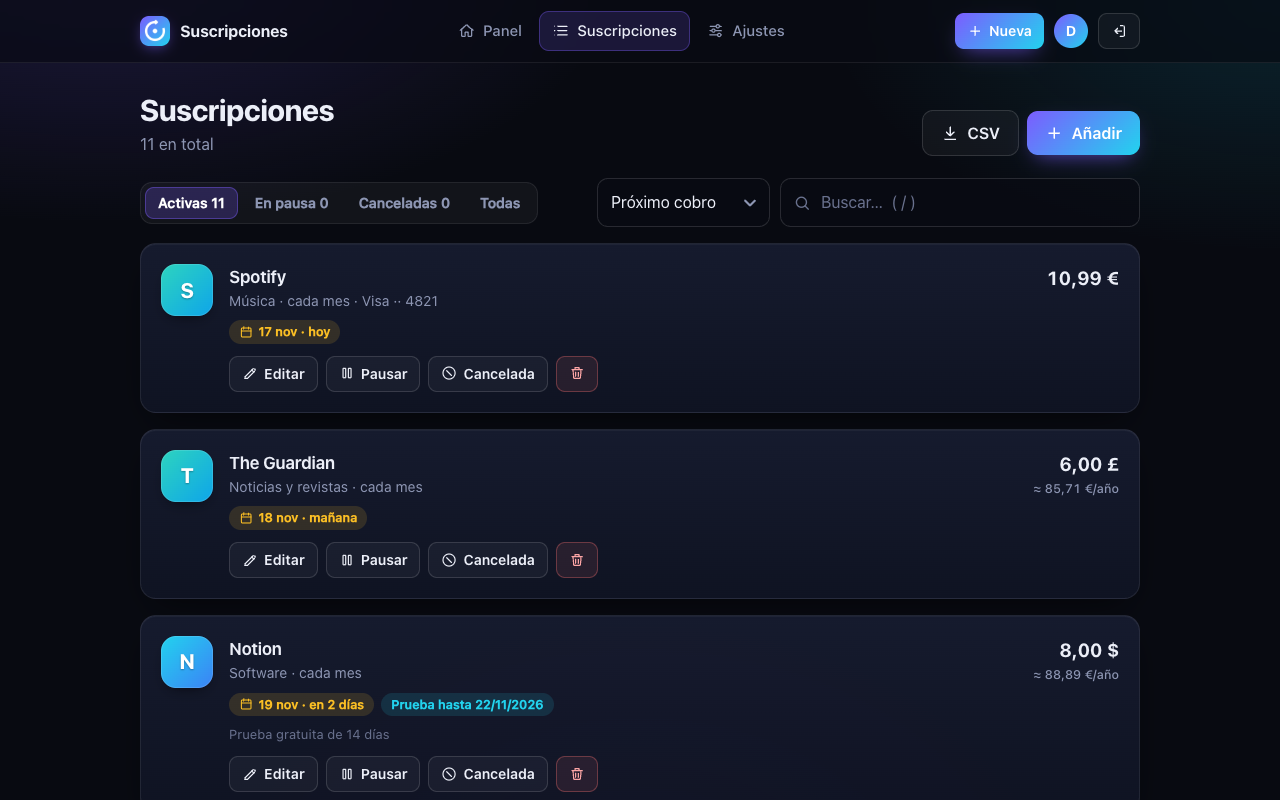 Suscripciones
Panel
Suscripciones
Ajustes
Nueva
D
Suscripciones
11 en total
CSV
Añadir
Activas 11
En pausa 0
Canceladas 0
Todas
Próximo cobro
Buscar... ( / )
S
Spotify
10,99 €
Música · cada mes · Visa ·· 4821
17 nov · hoy
Editar
Pausar
Cancelada
T
The Guardian
6,00 £
Noticias y revistas · cada mes
≈ 85,71 €/año
18 nov · mañana
Editar
Pausar
Cancelada
N
Notion
8,00 $
Software · cada mes
≈ 88,89 €/año
19 nov · en 2 días
Prueba hasta 22/11/2026
Prueba gratuita de 14 días
Editar
Pausar
Cancelada